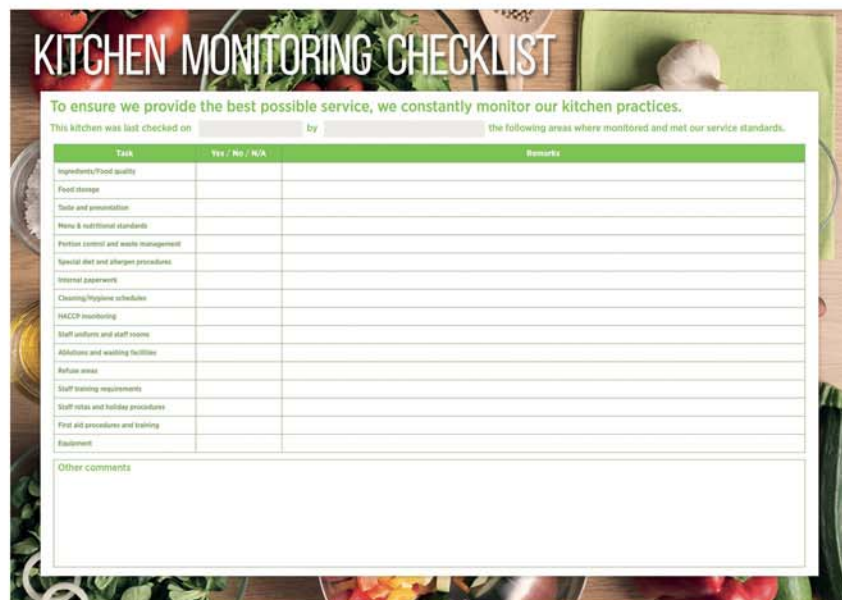 KITCHEN MONITORING CHECKLIST
To ensure we provide the best possible service, we constantly monitor our kitchen practices.
This kitchen was last checked on by the following areas where monitored and met our service standards.
Task Yes / No / N/A Remarks
Ingredients/Food quality
Food storage
Taste and presentation
Menu & nutritional standards
Portion control and waste management
Special diet and allergen procedures
Internal paperwork
Cleaning/Hygiene schedules
HACCP monitoring
Staff uniform and staff rooms
Ablutions and washing facilities
Refuse areas
Staff training requirements
Staff rotas and holiday procedures
First aid procedures and training
Equipment
Other comments